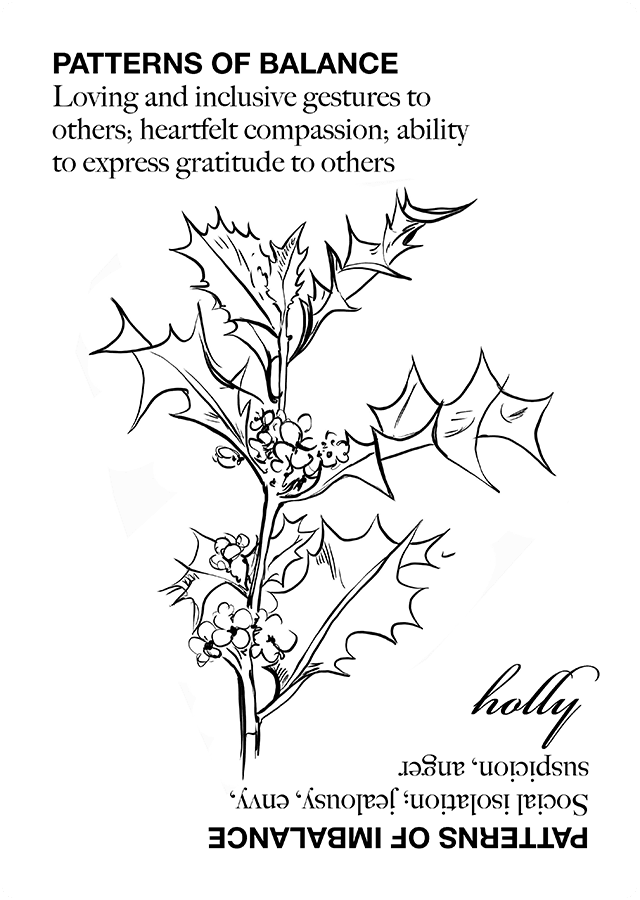 PATTERNS OF BALANCE
Loving and inclusive gestures to
others; heartfelt compassion; ability
to express gratitude to others
holly
PATTERNS OF IMBALANCE
Social isolation; jealousy, envy,
suspicion, anger